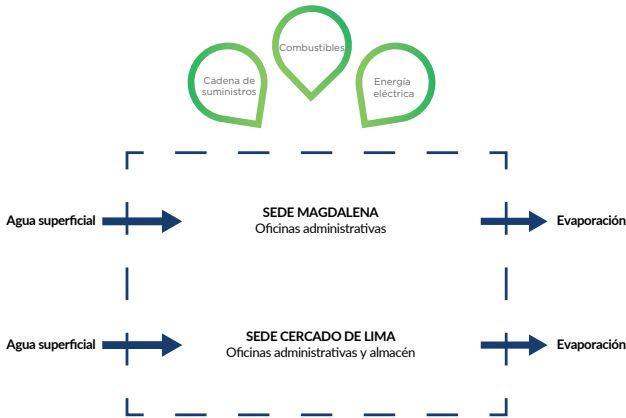 Combustibles
Cadena de
suministros
Energía
eléctrica
SEDE MAGDALENA
Oficinas administrativas
Agua superficial
Evaporación
SEDE CERCADO DE LIMA
Oficinas administrativas y almacén
Agua superficial
Evaporación